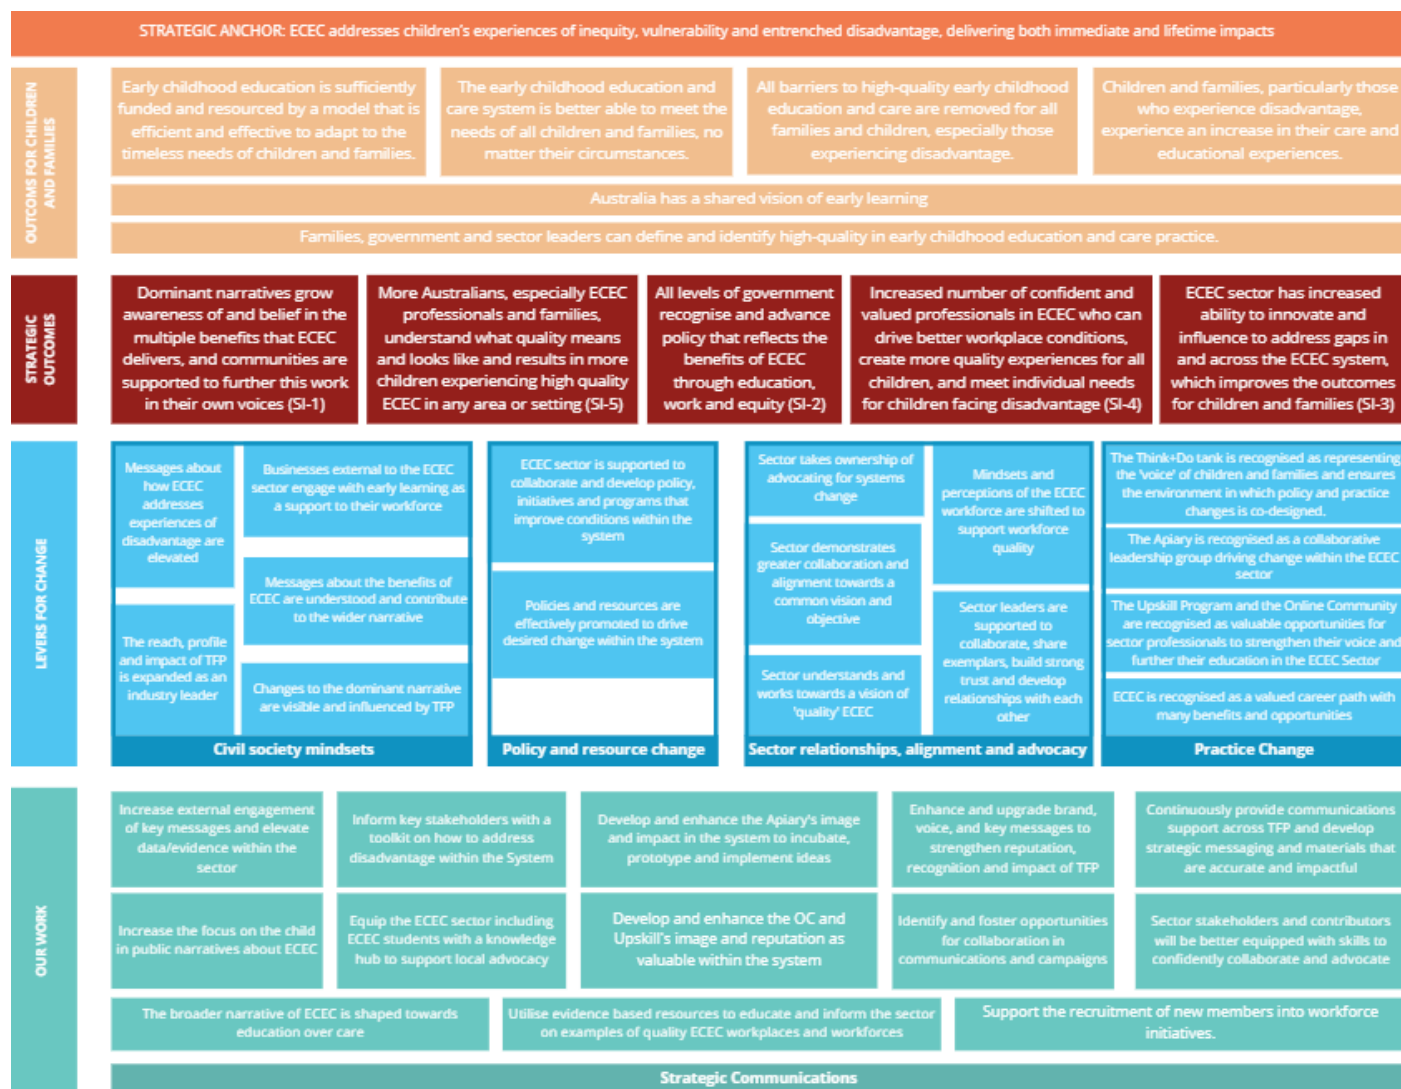 STRATEGIC ANCHOR: ECEC addresses children's experiences of inequity, vulnerability and entrenched disadvantage, delivering both immediate and lifetime impacts
OUTCOMS FOR CHILDREN
AND FAMILIES
Early childhood education is sufficiently
funded and resourced by a model that is
efficient and effective to adapt to the
timeless needs of children and families.
The early childhood education and
care system is better able to meet the
needs of all children and families, no
matter their circumstances.
All barriers to high-quality early childhood
education and care are removed for all
families and children, especially those
experiencing disadvantage.
Children and families, particularly those
who experience disadvantage,
experience an increase in their care and
educational experiences.
Australia has a shared vision of early learning
Families, government and sector leaders can define and identify high-quality in early childhood education and care practice.
STRATEGIC
OUTCOMES
Dominant narratives grow
awareness of and belief in the
multiple benefits that ECEC
delivers, and communities are
supported to further this work
in their own voices (SI-1)
More Australians, especially ECEC
professionals and families,
understand what quality means
and looks like and results in more
children experiencing high quality
ECEC in any area or setting (SI-5)
All levels of government
recognise and advance
policy that reflects the
benefits of ECEC
through education,
work and equity (SI-2)
Increased number of confident and
valued professionals in ECEC who can
drive better workplace conditions,
create more quality experiences for all
children, and meet individual needs
for children facing disadvantage (SI-4)
ECEC sector has increased
ability to innovate and
influence to address gaps in
and across the ECEC system,
which improves the outcomes
for children and families (SI-3)
LEVERS FOR CHANGE
Messages about
how ECEC
addresses
experiences of
disadvantage are
elevated
The reach, profile
and impact of TFP
is expanded as an
industry leader
Businesses external to the ECEC
sector engage with early learning as
a support to their workforce
Messages about the benefits of
ECEC are understood and contribute
to the wider narrative
Changes to the dominant narrative
are visible and influenced by TFP
Civil society mindsets
ECEC sector is supported to
collaborate and develop policy,
initiatives and programs that
improve conditions within the
system
Policies and resources are
effectively promoted to drive
desired change within the system
Policy and resource change
Sector takes ownership of
advocating for systems
change
Sector demonstrates
greater collaboration and
alignment towards a
common vision and
objective
Sector understands and
works towards a vision of
'quality' ECEC
Mindsets and
perceptions of the ECEC
workforce are shifted to
support workforce
quality
Sector leaders are
supported to
collaborate, share
exemplars, build strong
trust and develop
relationships with each
other
Sector relationships, alignment and advocacy
The Think+Do tank is recognised as representing
the 'voice' of children and families and ensures
the environment in which policy and practice
changes is co-designed.
The Apiary is recognised as a collaborative
leadership group driving change within the ECEC
sector
The Upskill Program and the Online Community
are recognised as valuable opportunities for
sector professionals to strengthen their voice and
further their education in the ECEC Sector
ECEC is recognised as a valued career path with
many benefits and opportunities
Practice Change
OUR WORK
Increase external engagement
of key messages and elevate
data/evidence within the
sector
Inform key stakeholders with a
toolkit on how to address
disadvantage within the System
Develop and enhance the Apiary's image
and impact in the system to incubate,
prototype and implement ideas
Enhance and upgrade brand,
voice, and key messages to
strengthen reputation,
recognition and impact of TFP
Continuously provide communications
support across TFP and develop
strategic messaging and materials that
are accurate and impactful
Increase the focus on the child
in public narratives about ECEC
Equip the ECEC sector including
ECEC students with a knowledge
hub to support local advocacy
Develop and enhance the OC and
Upskill's image and reputation as
valuable within the system
Identify and foster opportunities
for collaboration in
communications and campaigns
Sector stakeholders and contributors
will be better equipped with skills to
confidently collaborate and advocate
The broader narrative of ECEC is shaped towards
education over care
Utilise evidence based resources to educate and inform the sector
on examples of quality ECEC workplaces and workforces
Support the recruitment of new members into workforce
initiatives.
Strategic Communications